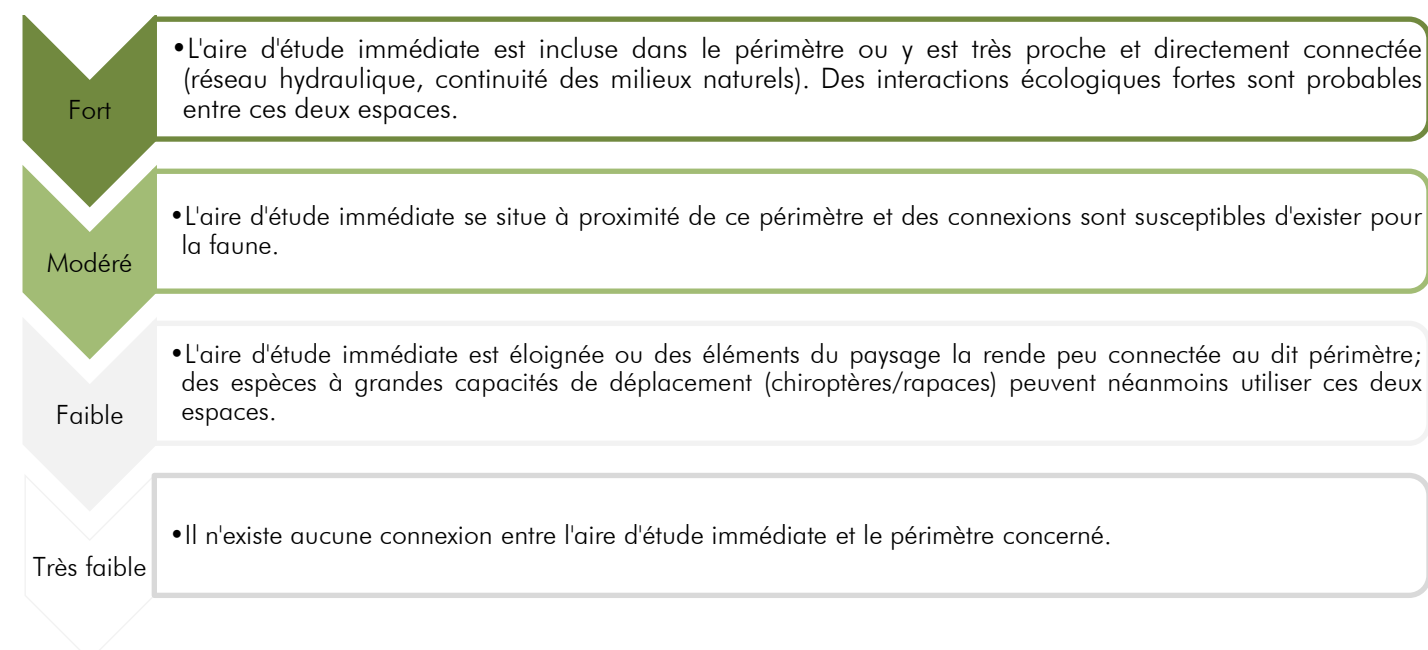 Fort
•L'aire d'étude immédiate est incluse dans le périmètre ou y est très proche et directement connectée
(réseau hydraulique, continuité des milieux naturels). Des interactions écologiques fortes sont probables
entre ces deux espaces.
Modéré
•L'aire d'étude immédiate se situe à proximité de ce périmètre et des connexions sont susceptibles d'exister pour
la faune.
Faible
•L'aire d'étude immédiate est éloignée ou des éléments du paysage la rende peu connectée au dit périmètre;
des espèces à grandes capacités de déplacement (chiroptères/rapaces) peuvent néanmoins utiliser ces deux
espaces.
Très faible
•Il n'existe aucune connexion entre l'aire d'étude immédiate et le périmètre concerné.